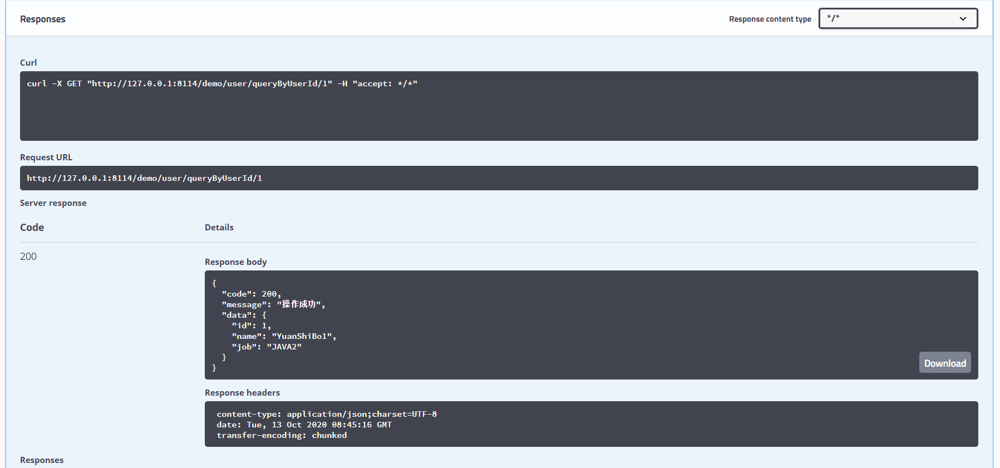 Responses
Response content type */*
Curl
curl -X GET "http://127.0.0.1:8114/demo/user/queryByUserId/1" -H "accept: */*"
Request URL
http://127.0.0.1:8114/demo/user/queryByUserId/1
Server response
Code Details
200
Response body
{
  "code": 200,
  "message": "操作成功",
  "data": {
    "id": 1,
    "name": "YuanShiBo1",
    "job": "JAVA2"
  }
}
Download
Response headers
content-type: application/json;charset=UTF-8
date: Tue, 13 Oct 2020 08:45:16 GMT
transfer-encoding: chunked
Responses